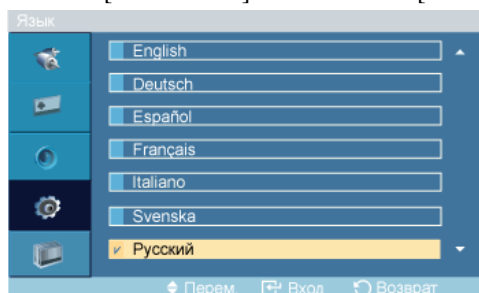 Язык
English
Deutsch
Español
Français
Italiano
Svenska
Русский
Перем. Вход Возврат